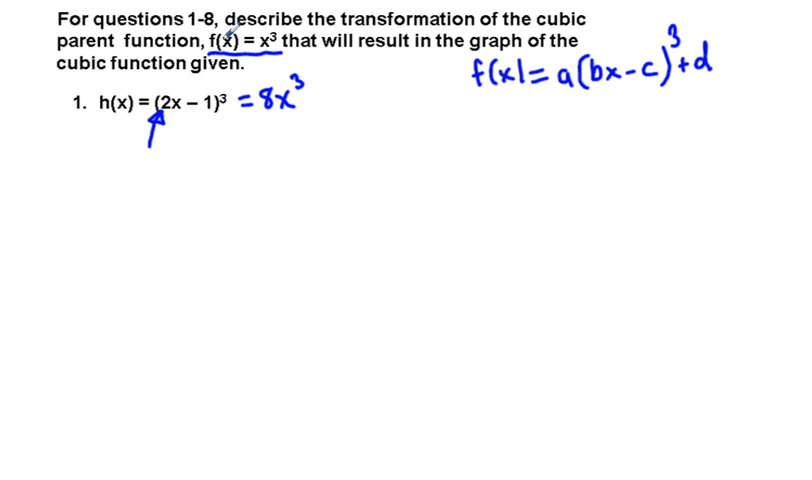 For questions 1-8, describe the transformation of the cubic
parent function, f(x) = x³ that will result in the graph of the
cubic function given.
f(x) = a(bx-c)³+d
1. h(x) = (2x – 1)³ = 8x³